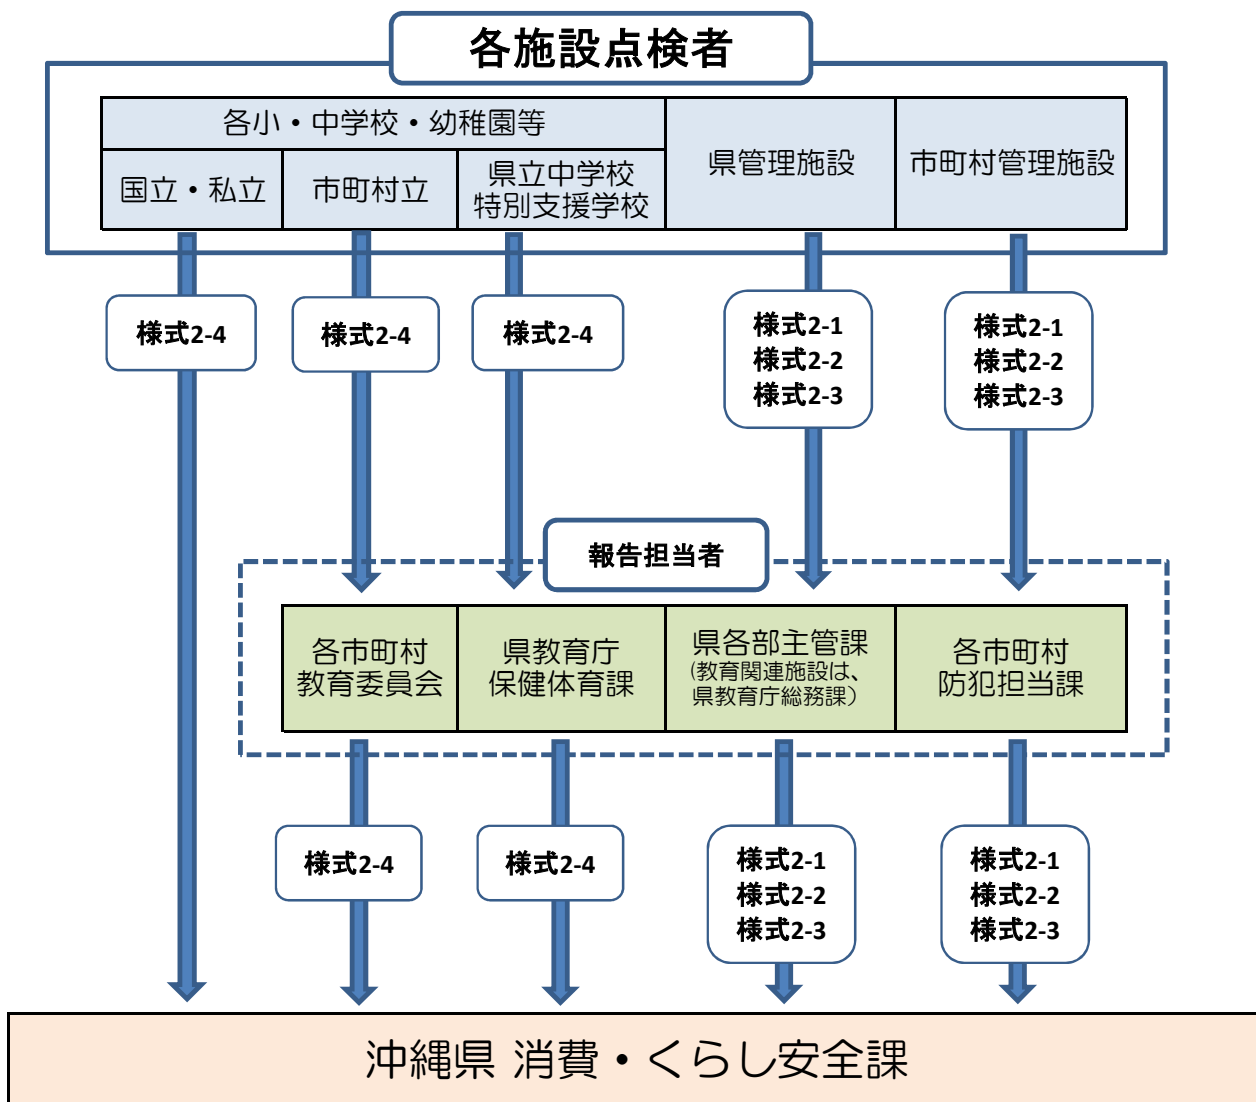 各施設点検者
各小・中学校・幼稚園等
国立・私立
市町村立
県立中学校
特別支援学校
県管理施設
市町村管理施設
様式2-4
様式2-4
様式2-4
様式2-1
様式2-2
様式2-3
様式2-1
様式2-2
様式2-3
報告担当者
各市町村
教育委員会
県教育庁
保健体育課
県各部主管課
(教育関連施設は、
県教育庁総務課)
各市町村
防犯担当課
様式2-4
様式2-4
様式2-1
様式2-2
様式2-3
様式2-1
様式2-2
様式2-3
沖縄県 消費・くらし安全課